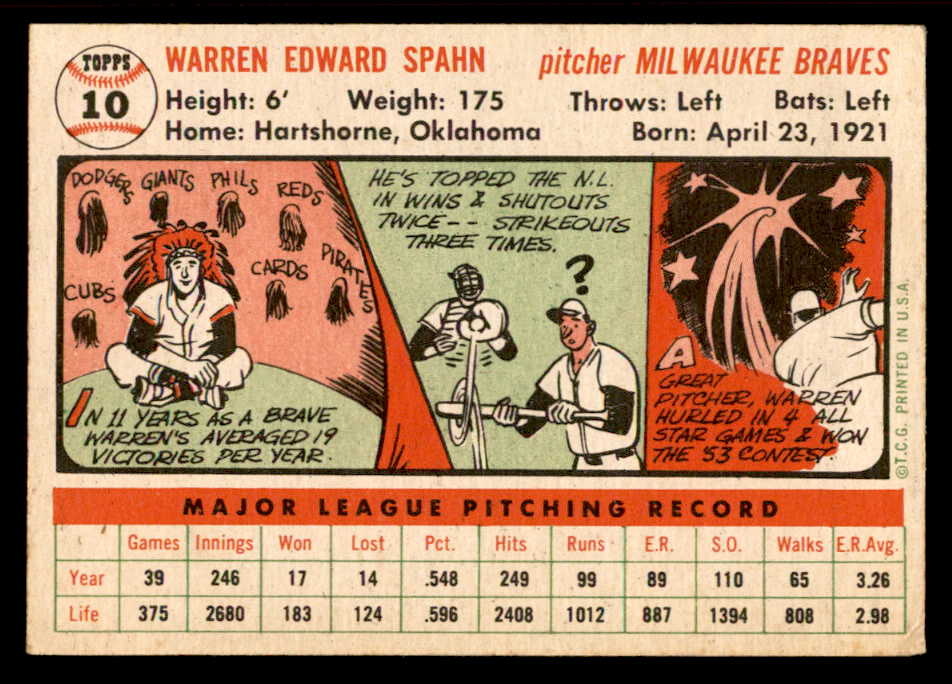 TOPPS
10
WARREN EDWARD SPAHN pitcher MILWAUKEE BRAVES
Height: 6' Weight: 175 Throws: Left Bats: Left
Home: Hartshorne, Oklahoma Born: April 23, 1921
DODGERS GIANTS PHILS REDS
CUBS CARDS PIRATES
IN 11 YEARS AS A BRAVE
WARREN'S AVERAGED 19
VICTORIES PER YEAR.
HE'S TOPPED THE N.L.
IN WINS & SHUTOUTS
TWICE -- STRIKEOUTS
THREE TIMES.
?
A
GREAT
PITCHER, WARREN
HURLED IN 4 ALL
STAR GAMES & WON
THE '53 CONTEST.
©T.C.G. PRINTED IN U.S.A.
MAJOR LEAGUE PITCHING RECORD
Games Innings Won Lost Pct. Hits Runs E.R. S.O. Walks E.R.Avg.
Year 39 246 17 14 .548 249 99 89 110 65 3.26
Life 375 2680 183 124 .596 2408 1012 887 1394 808 2.98